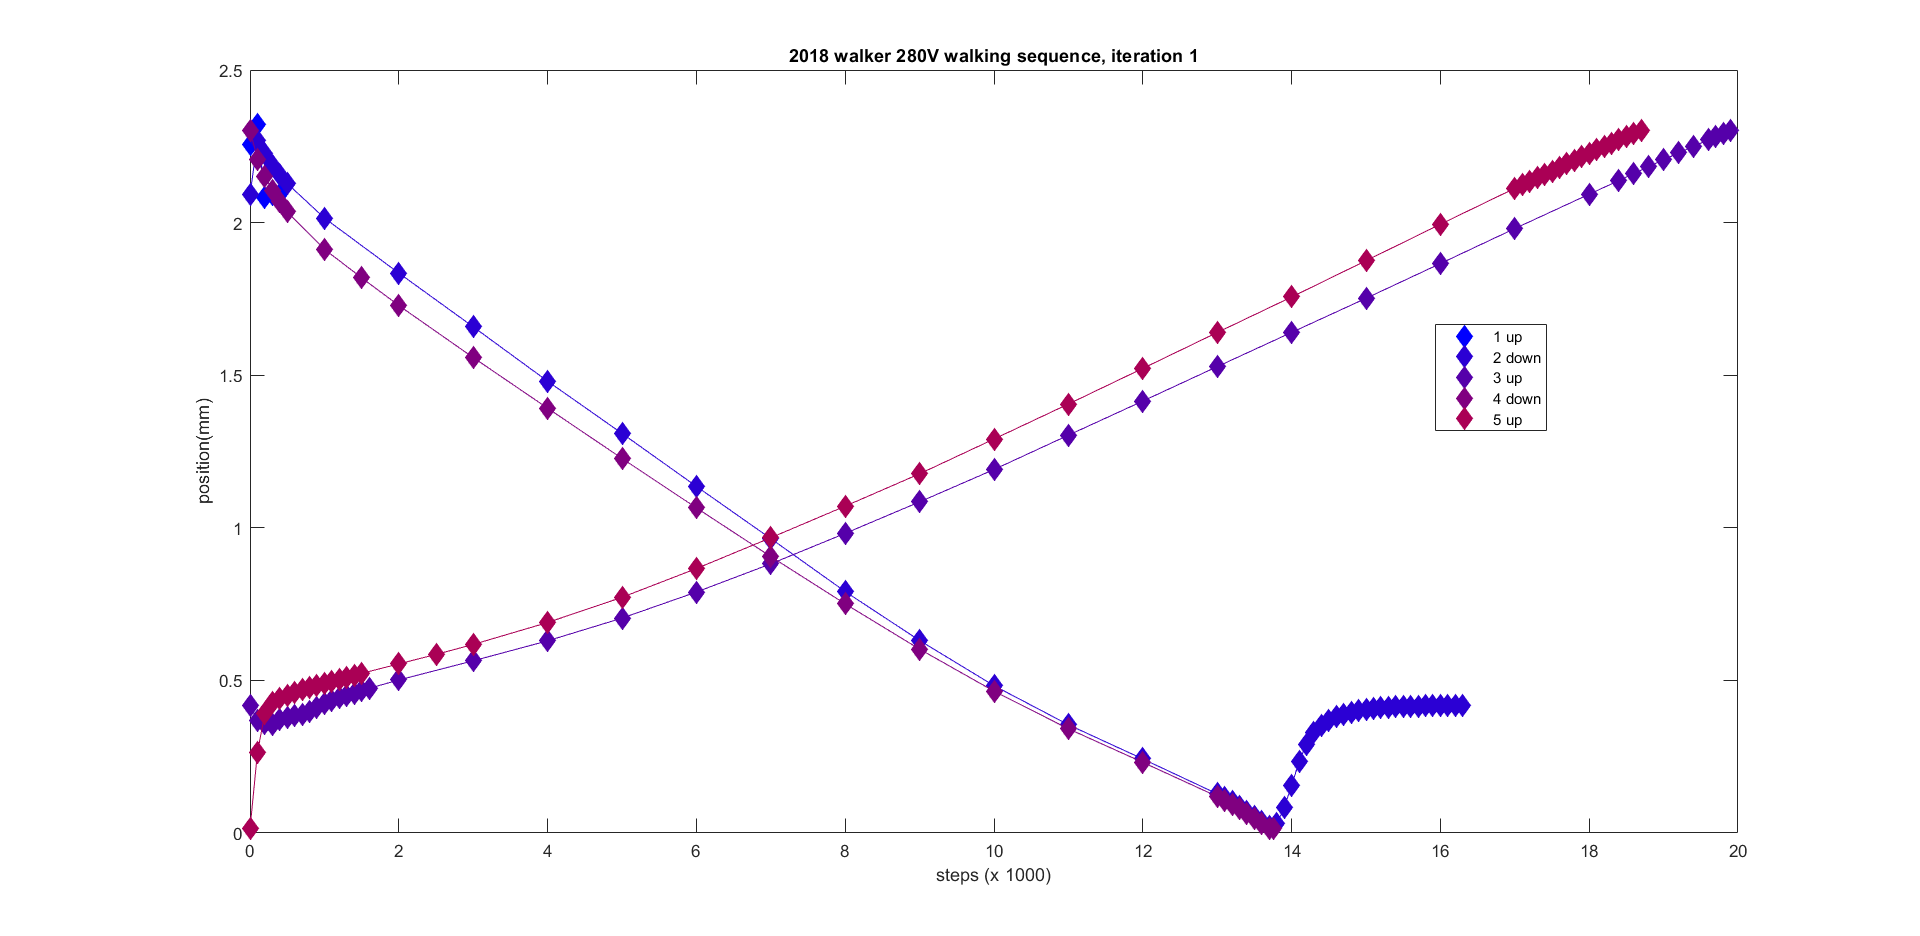 2018 walker 280V walking sequence, iteration 1
2.5
2
1.5
1
0.5
0
position(mm)
1 up
2 down
3 up
4 down
5 up
0 2 4 6 8 10 12 14 16 18 20
steps (x 1000)